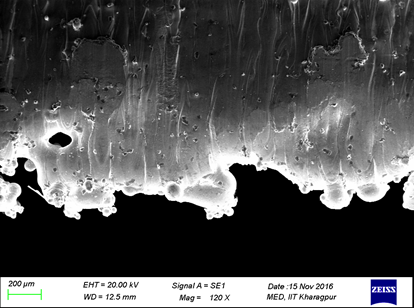 200 µm
EHT = 20.00 kV
Signal A = SE1
Date :15 Nov 2016
ZEISS
WD = 12.5 mm
Mag = 120 X
MED, IIT Kharagpur